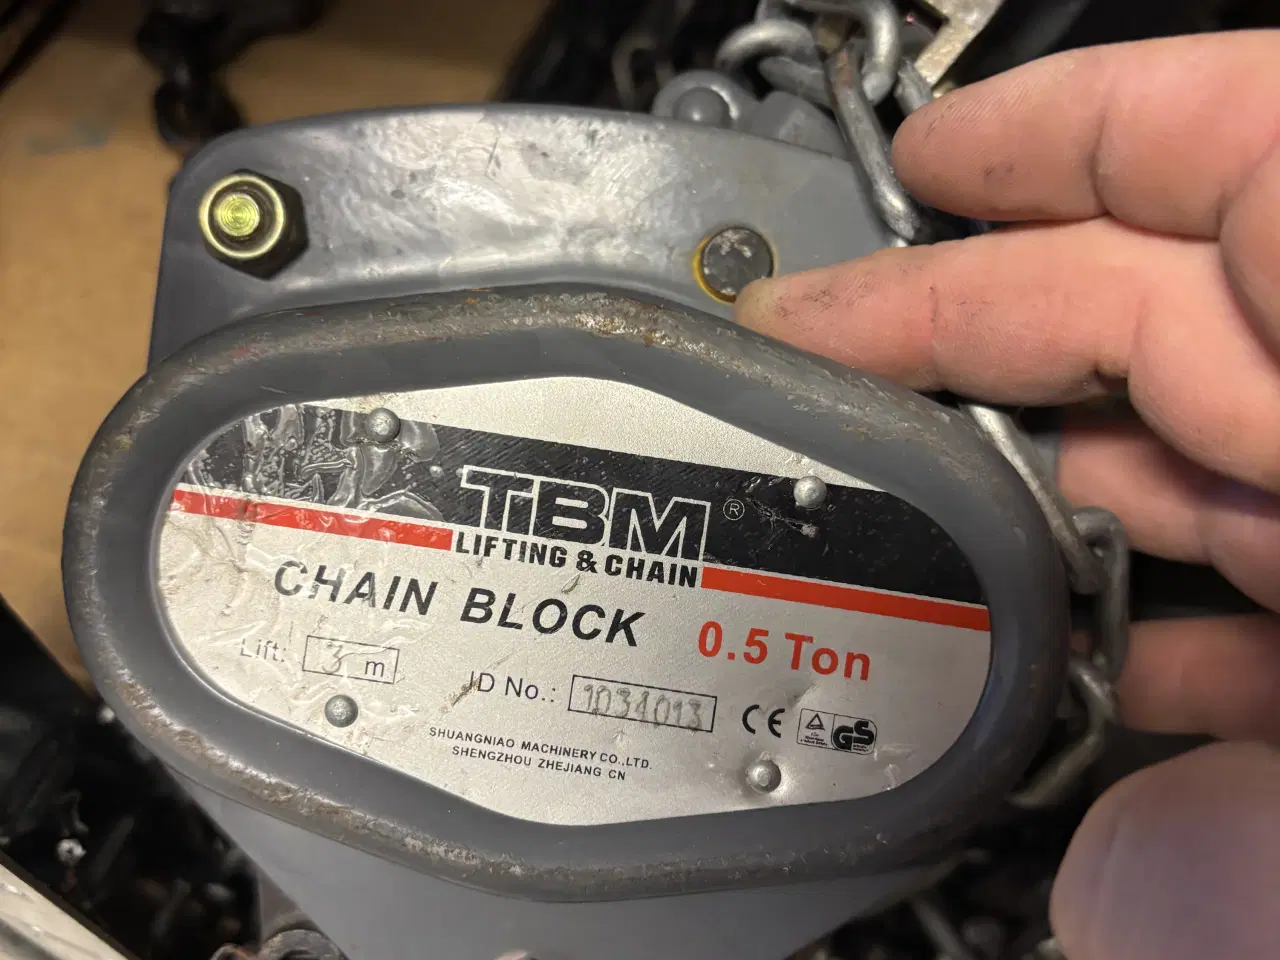 TBM ®
LIFTING & CHAIN
CHAIN BLOCK 0.5 Ton
Lift: 3 m
ID No.: 1034013
CE
GS
SHUANGNIAO MACHINERY CO.,LTD.
SHENGZHOU ZHEJIANG CN